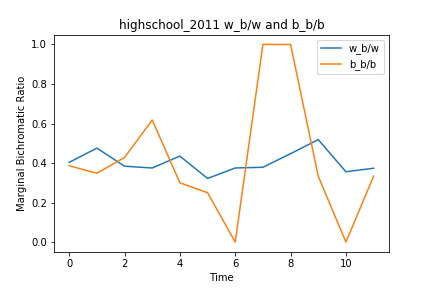 highschool_2011 w_b/w and b_b/b
w_b/w
b_b/b
Marginal Bichromatic Ratio
1.0
0.8
0.6
0.4
0.2
0.0
0 2 4 6 8 10
Time